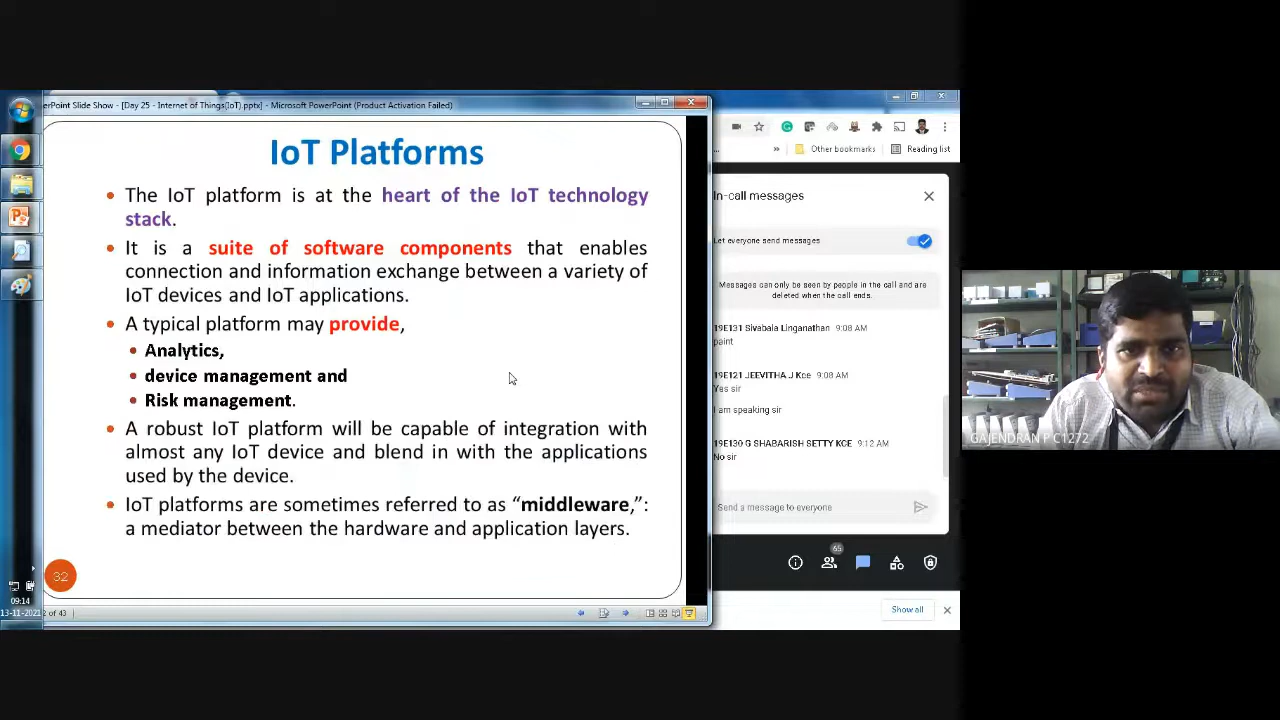 erPoint Slide Show - [Day 25 - Internet of Things(IoT).pptx] - Microsoft PowerPoint (Product Activation Failed)
IoT Platforms
• The IoT platform is at the heart of the IoT technology
stack.
• It is a suite of software components that enables
connection and information exchange between a variety of
IoT devices and IoT applications.
• A typical platform may provide,
• Analytics,
• device management and
• Risk management.
• A robust IoT platform will be capable of integration with
almost any IoT device and blend in with the applications
used by the device.
• IoT platforms are sometimes referred to as “middleware,”:
a mediator between the hardware and application layers.
32
09:14
13-11-2021
2 of 43
... » Other bookmarks Reading list
In-call messages
Let everyone send messages
Messages can only be seen by people in the call and are
deleted when the call ends.
19E131 Sivabala Linganathan 9:08 AM
paint
19E121 JEEVITHA J Kce 9:08 AM
Yes sir
I am speaking sir
19E130 G SHABARISH SETTY KCE 9:12 AM
No sir
Send a message to everyone
65
Show all
GAJENDRAN P C1272